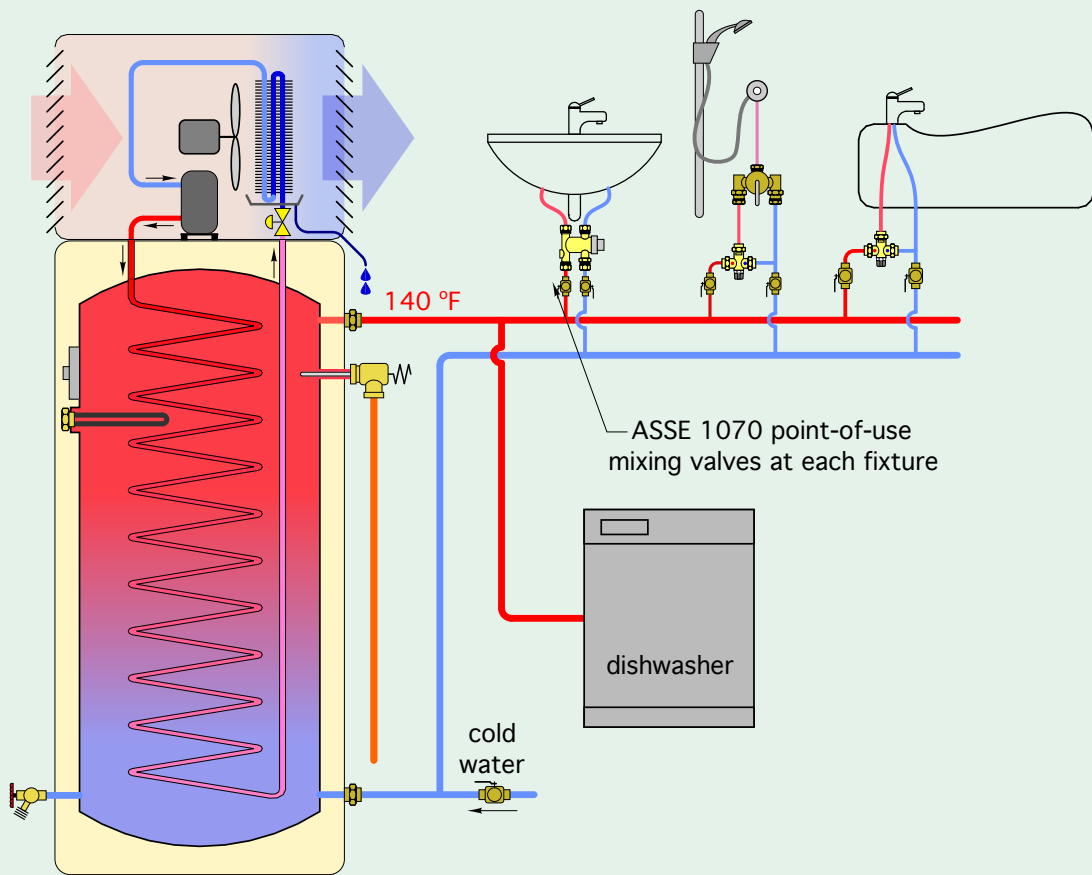 140 ºF
ASSE 1070 point-of-use
mixing valves at each fixture
dishwasher
cold
water